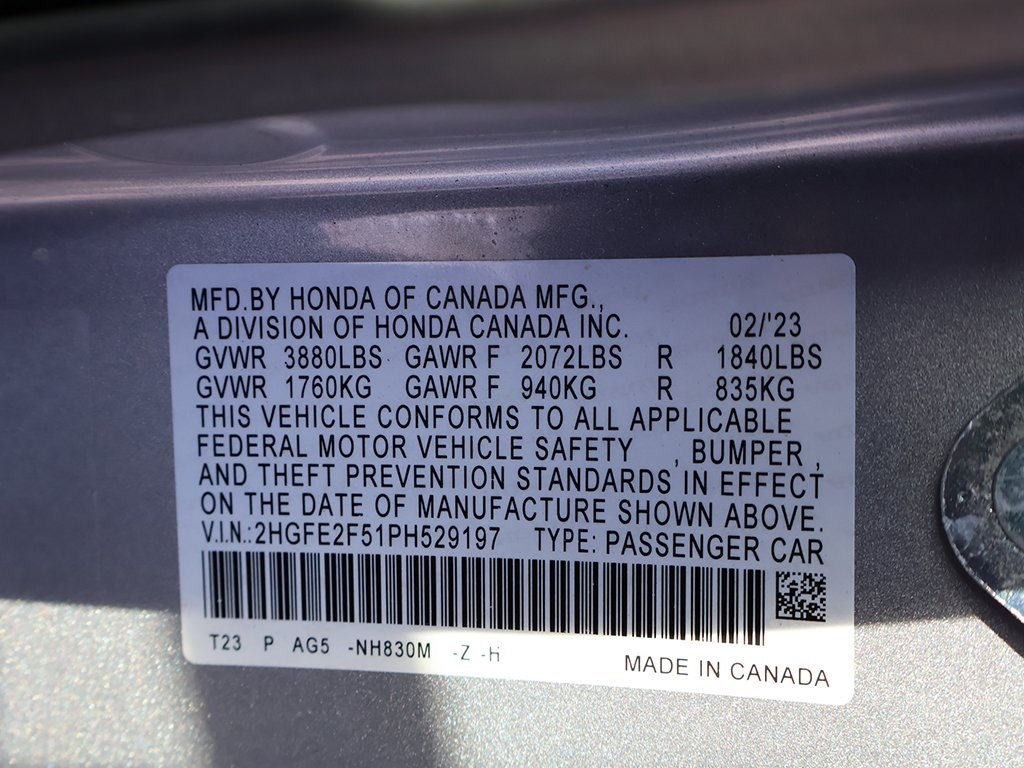 MFD.BY HONDA OF CANADA MFG.,
A DIVISION OF HONDA CANADA INC. 02/'23
GVWR 3880LBS GAWR F 2072LBS R 1840LBS
GVWR 1760KG GAWR F 940KG R 835KG
THIS VEHICLE CONFORMS TO ALL APPLICABLE
FEDERAL MOTOR VEHICLE SAFETY , BUMPER ,
AND THEFT PREVENTION STANDARDS IN EFFECT
ON THE DATE OF MANUFACTURE SHOWN ABOVE.
V.I.N.:2HGFE2F51PH529197 TYPE: PASSENGER CAR
T23 P AG5 -NH830M -Z -H
MADE IN CANADA